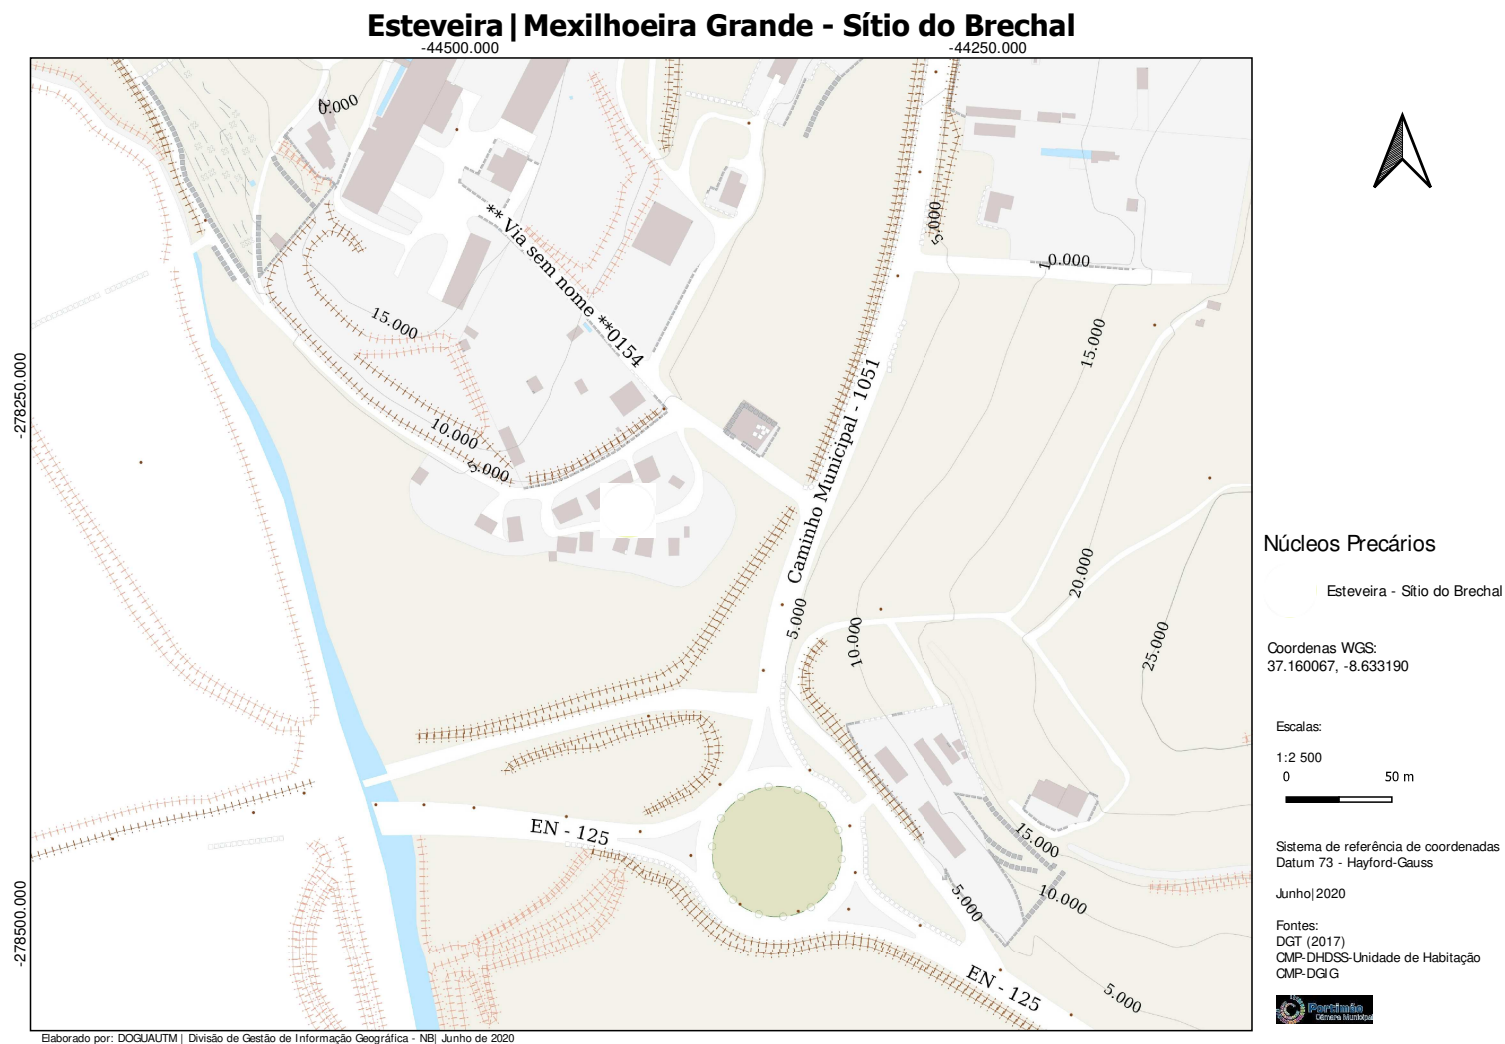 Esteveira | Mexilhoeira Grande - Sítio do Brechal
-44500.000
-44250.000
-278250.000
-278500.000
0.000
15.000
10.000
5.000
** Via sem nome **0154
Caminho Municipal - 1051
5.000
10.000
15.000
20.000
25.000
5.000
10.000
EN - 125
15.000
10.000
5.000
EN - 125
5.000
Núcleos Precários
Esteveira - Sítio do Brechal
Coordenas WGS:
37.160067, -8.633190
Escalas:
1:2 500
0 50 m
Sistema de referência de coordenadas
Datum 73 - Hayford-Gauss
Junho|2020
Fontes:
DGT (2017)
CMP-DHDSS-Unidade de Habitação
CMP-DGIG
Portimão
Câmara Municipal
Elaborado por: DOGUAUTM | Divisão de Gestão de Informação Geográfica - NB| Junho de 2020